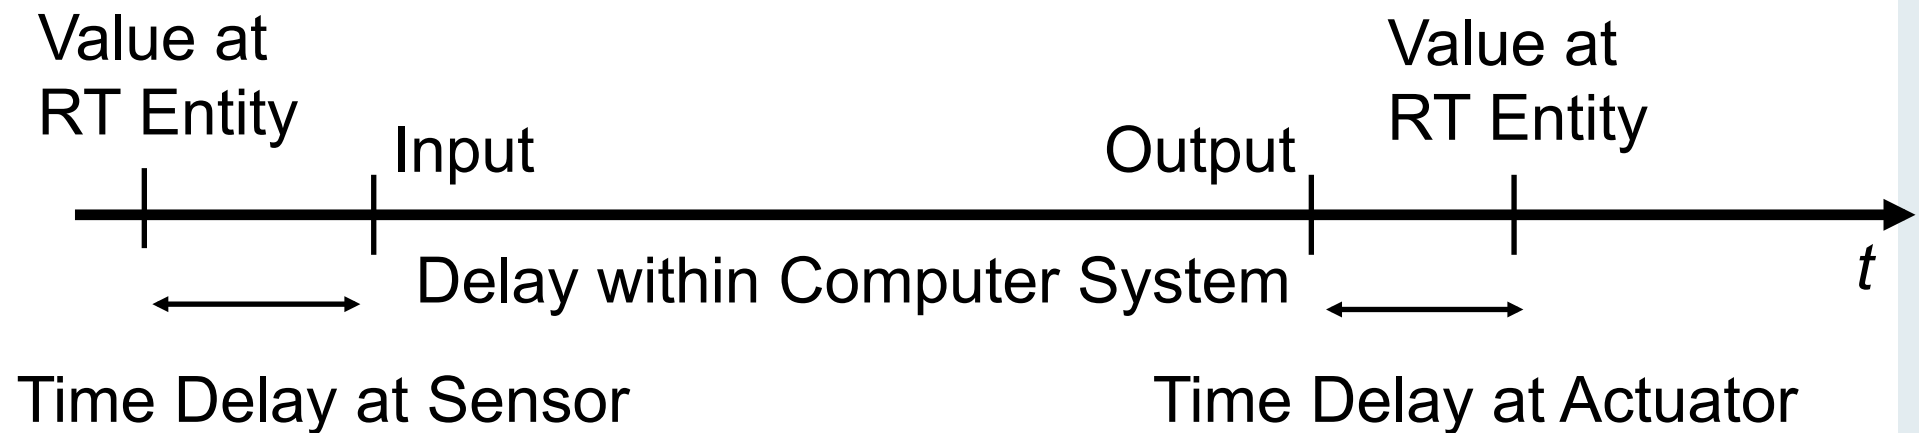 Value at
RT Entity
Input
Output
Value at
RT Entity
Delay within Computer System
t
Time Delay at Sensor
Time Delay at Actuator